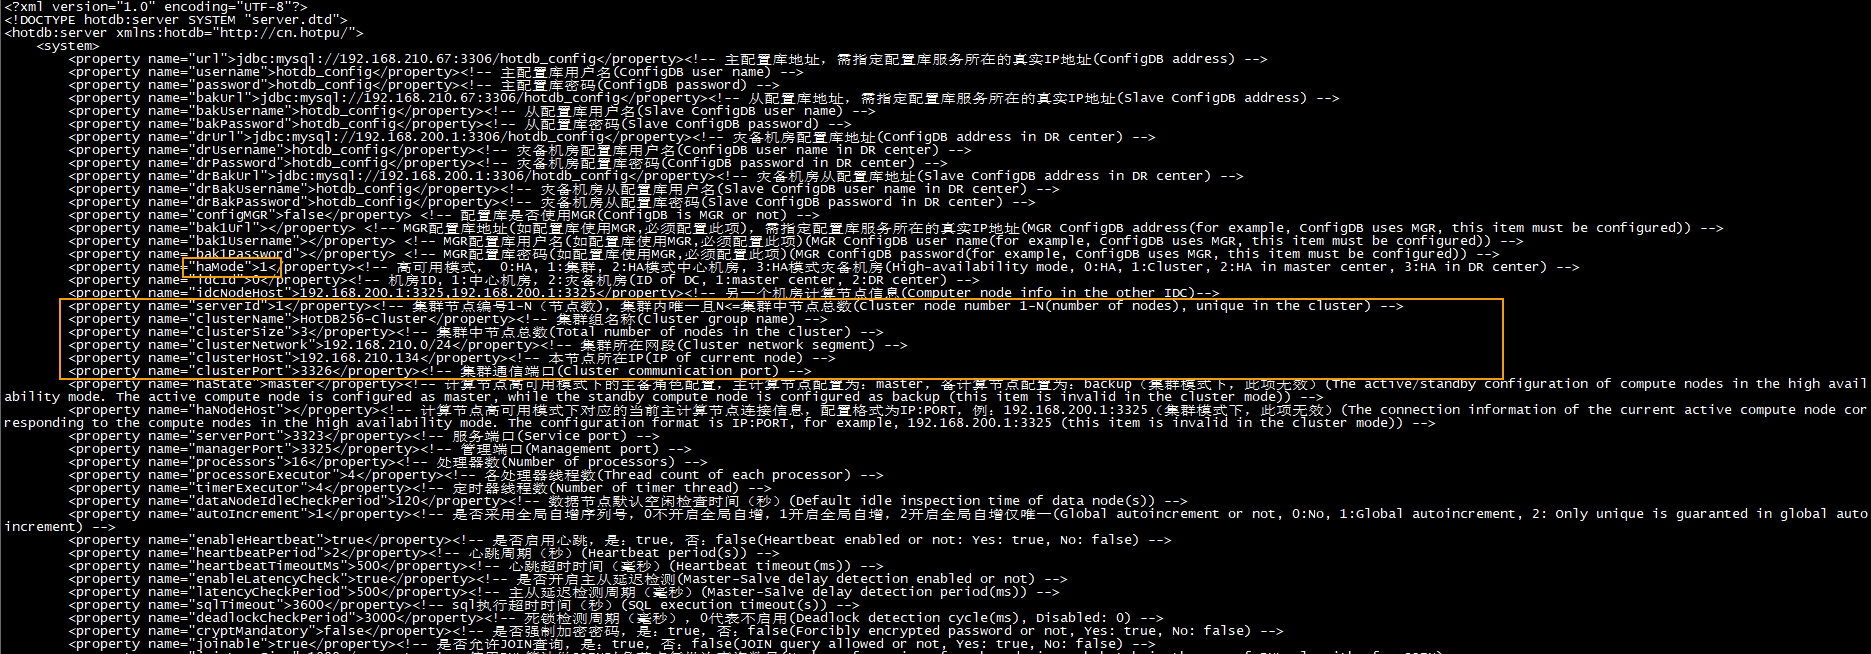 <?xml version="1.0" encoding="UTF-8"?>
<!DOCTYPE hotdb:server SYSTEM "server.dtd">
<hotdb:server xmlns:hotdb="http://cn.hotpu/">
<system>
<property name="url">jdbc:mysql://192.168.210.67:3306/hotdb_config</property><!-- 主配置库地址，需指定配置库服务所在的真实IP地址(ConfigDB address) -->
<property name="username">hotdb_config</property><!-- 主配置库用户名(ConfigDB user name) -->
<property name="password">hotdb_config</property><!-- 主配置库密码(ConfigDB password) -->
<property name="bakUrl">jdbc:mysql://192.168.210.67:3306/hotdb_config</property><!-- 从配置库地址，需指定配置库服务所在的真实IP地址(Slave ConfigDB address) -->
<property name="bakUsername">hotdb_config</property><!-- 从配置库用户名(Slave ConfigDB user name) -->
<property name="bakPassword">hotdb_config</property><!-- 从配置库密码(Slave ConfigDB password) -->
<property name="drUrl">jdbc:mysql://192.168.200.1:3306/hotdb_config</property><!-- 灾备机房配置库地址(ConfigDB address in DR center) -->
<property name="drUsername">hotdb_config</property><!-- 灾备机房配置库用户名(ConfigDB user name in DR center) -->
<property name="drPassword">hotdb_config</property><!-- 灾备机房配置库密码(ConfigDB password in DR center) -->
<property name="drBakUrl">jdbc:mysql://192.168.200.1:3306/hotdb_config</property><!-- 灾备机房从配置库地址(Slave ConfigDB address in DR center) -->
<property name="drBakUsername">hotdb_config</property><!-- 灾备机房从配置库用户名(Slave ConfigDB user name in DR center) -->
<property name="drBakPassword">hotdb_config</property><!-- 灾备机房从配置库密码(Slave ConfigDB password in DR center) -->
<property name="configMGR">false</property> <!-- 配置库是否使用MGR(ConfigDB is MGR or not) -->
<property name="bak1Url"></property> <!-- MGR配置库地址(如配置库使用MGR,必须配置此项)，需指定配置库服务所在的真实IP地址(MGR ConfigDB address(for example, ConfigDB uses MGR, this item must be configured)) -->
<property name="bak1Username"></property> <!-- MGR配置库用户名(如配置库使用MGR,必须配置此项)(MGR ConfigDB user name(for example, ConfigDB uses MGR, this item must be configured)) -->
<property name="bak1Password"></property> <!-- MGR配置库密码(如配置库使用MGR,必须配置此项)(MGR ConfigDB password(for example, ConfigDB uses MGR, this item must be configured)) -->
<property name="haMode">1</property><!-- 高可用模式， 0:HA, 1:集群, 2:HA模式中心机房, 3:HA模式灾备机房(High-availability mode, 0:HA, 1:Cluster, 2:HA in master center, 3:HA in DR center) -->
<property name="idcId">0</property><!-- 机房ID, 1:中心机房, 2:灾备机房(ID of DC, 1:master center, 2:DR center) -->
<property name="idcNodeHost">192.168.200.1:3325,192.168.200.1:3325</property><!-- 另一个机房计算节点信息(Computer node info in the other IDC)-->
<property name="serverId">1</property><!-- 集群节点编号1-N（节点数），集群内唯一且N<=集群中节点总数(Cluster node number 1-N(number of nodes), unique in the cluster) -->
<property name="clusterName">HotDB256-Cluster</property><!-- 集群组名称(Cluster group name) -->
<property name="clusterSize">3</property><!-- 集群中节点总数(Total number of nodes in the cluster) -->
<property name="clusterNetwork">192.168.210.0/24</property><!-- 集群所在网段(Cluster network segment) -->
<property name="clusterHost">192.168.210.134</property><!-- 本节点所在IP(IP of current node) -->
<property name="clusterPort">3326</property><!-- 集群通信端口(Cluster communication port) -->
<property name="haState">master</property><!-- 计算节点高可用模式下的主备角色配置，主计算节点配置为：master，备计算节点配置为：backup（集群模式下，此项无效）(The active/standby configuration of compute nodes in the high avail
ability mode. The active compute node is configured as master, while the standby compute node is configured as backup (this item is invalid in the cluster mode)) -->
<property name="haNodeHost"></property><!-- 计算节点高可用模式下对应的当前主计算节点连接信息，配置格式为IP:PORT，例：192.168.200.1:3325（集群模式下，此项无效）(The connection information of the current active compute node cor
responding to the compute nodes in the high availability mode. The configuration format is IP:PORT, for example, 192.168.200.1:3325 (this item is invalid in the cluster mode)) -->
<property name="serverPort">3323</property><!-- 服务端口(Service port) -->
<property name="managerPort">3325</property><!-- 管理端口(Management port) -->
<property name="processors">16</property><!-- 处理器数(Number of processors) -->
<property name="processorExecutor">4</property><!-- 各处理器线程数(Thread count of each processor) -->
<property name="timerExecutor">4</property><!-- 定时器线程数(Number of timer thread) -->
<property name="dataNodeIdleCheckPeriod">120</property><!-- 数据节点默认空闲检查时间（秒）(Default idle inspection time of data node(s)) -->
<property name="autoIncrement">1</property><!-- 是否采用全局自增序列号，0不开启全局自增，1开启全局自增，2开启全局自增仅唯一(Global autoincrement or not, 0:No, 1:Global autoincrement, 2: Only unique is guaranted in global auto
increment) -->
<property name="enableHeartbeat">true</property><!-- 是否启用心跳，是：true，否：false(Heartbeat enabled or not: Yes: true, No: false) -->
<property name="heartbeatPeriod">2</property><!-- 心跳周期（秒）(Heartbeat period(s)) -->
<property name="heartbeatTimeoutMs">500</property><!-- 心跳超时时间（毫秒）(Heartbeat timeout(ms)) -->
<property name="enableLatencyCheck">true</property><!-- 是否开启主从延迟检测(Master-Salve delay detection enabled or not) -->
<property name="latencyCheckPeriod">500</property><!-- 主从延迟检测周期（毫秒）(Master-Salve delay detection period(ms)) -->
<property name="sqlTimeout">3600</property><!-- sql执行超时时间（秒）(SQL execution timeout(s)) -->
<property name="deadlockCheckPeriod">3000</property><!-- 死锁检测周期（毫秒），0代表不启用(Deadlock detection cycle(ms), Disabled: 0) -->
<property name="cryptMandatory">false</property><!-- 是否强制加密密码，是：true，否：false(Forcibly encrypted password or not, Yes: true, No: false) -->
<property name="joinable">true</property><!-- 是否允许JOIN查询，是：true，否：false(JOIN query allowed or not, Yes: true, No: false) -->